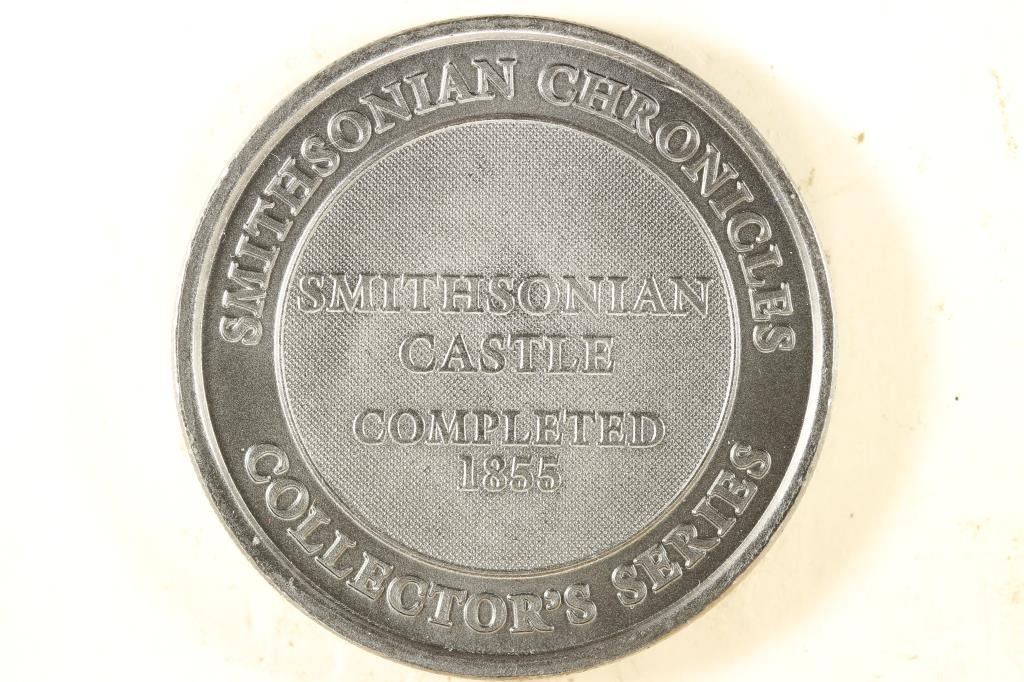 SMITHSONIAN CHRONICLES
SMITHSONIAN
CASTLE
COMPLETED
1855
COLLECTOR'S SERIES